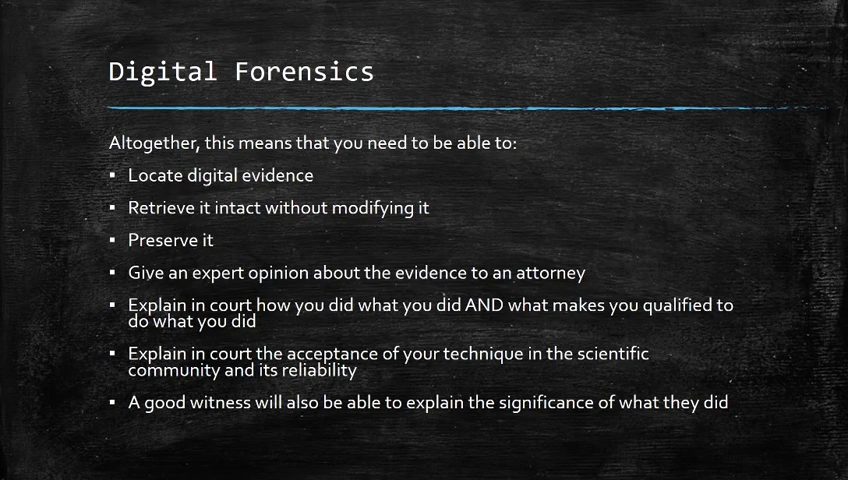 Digital Forensics
Altogether, this means that you need to be able to:
▪ Locate digital evidence
▪ Retrieve it intact without modifying it
▪ Preserve it
▪ Give an expert opinion about the evidence to an attorney
▪ Explain in court how you did what you did AND what makes you qualified to
do what you did
▪ Explain in court the acceptance of your technique in the scientific
community and its reliability
▪ A good witness will also be able to explain the significance of what they did